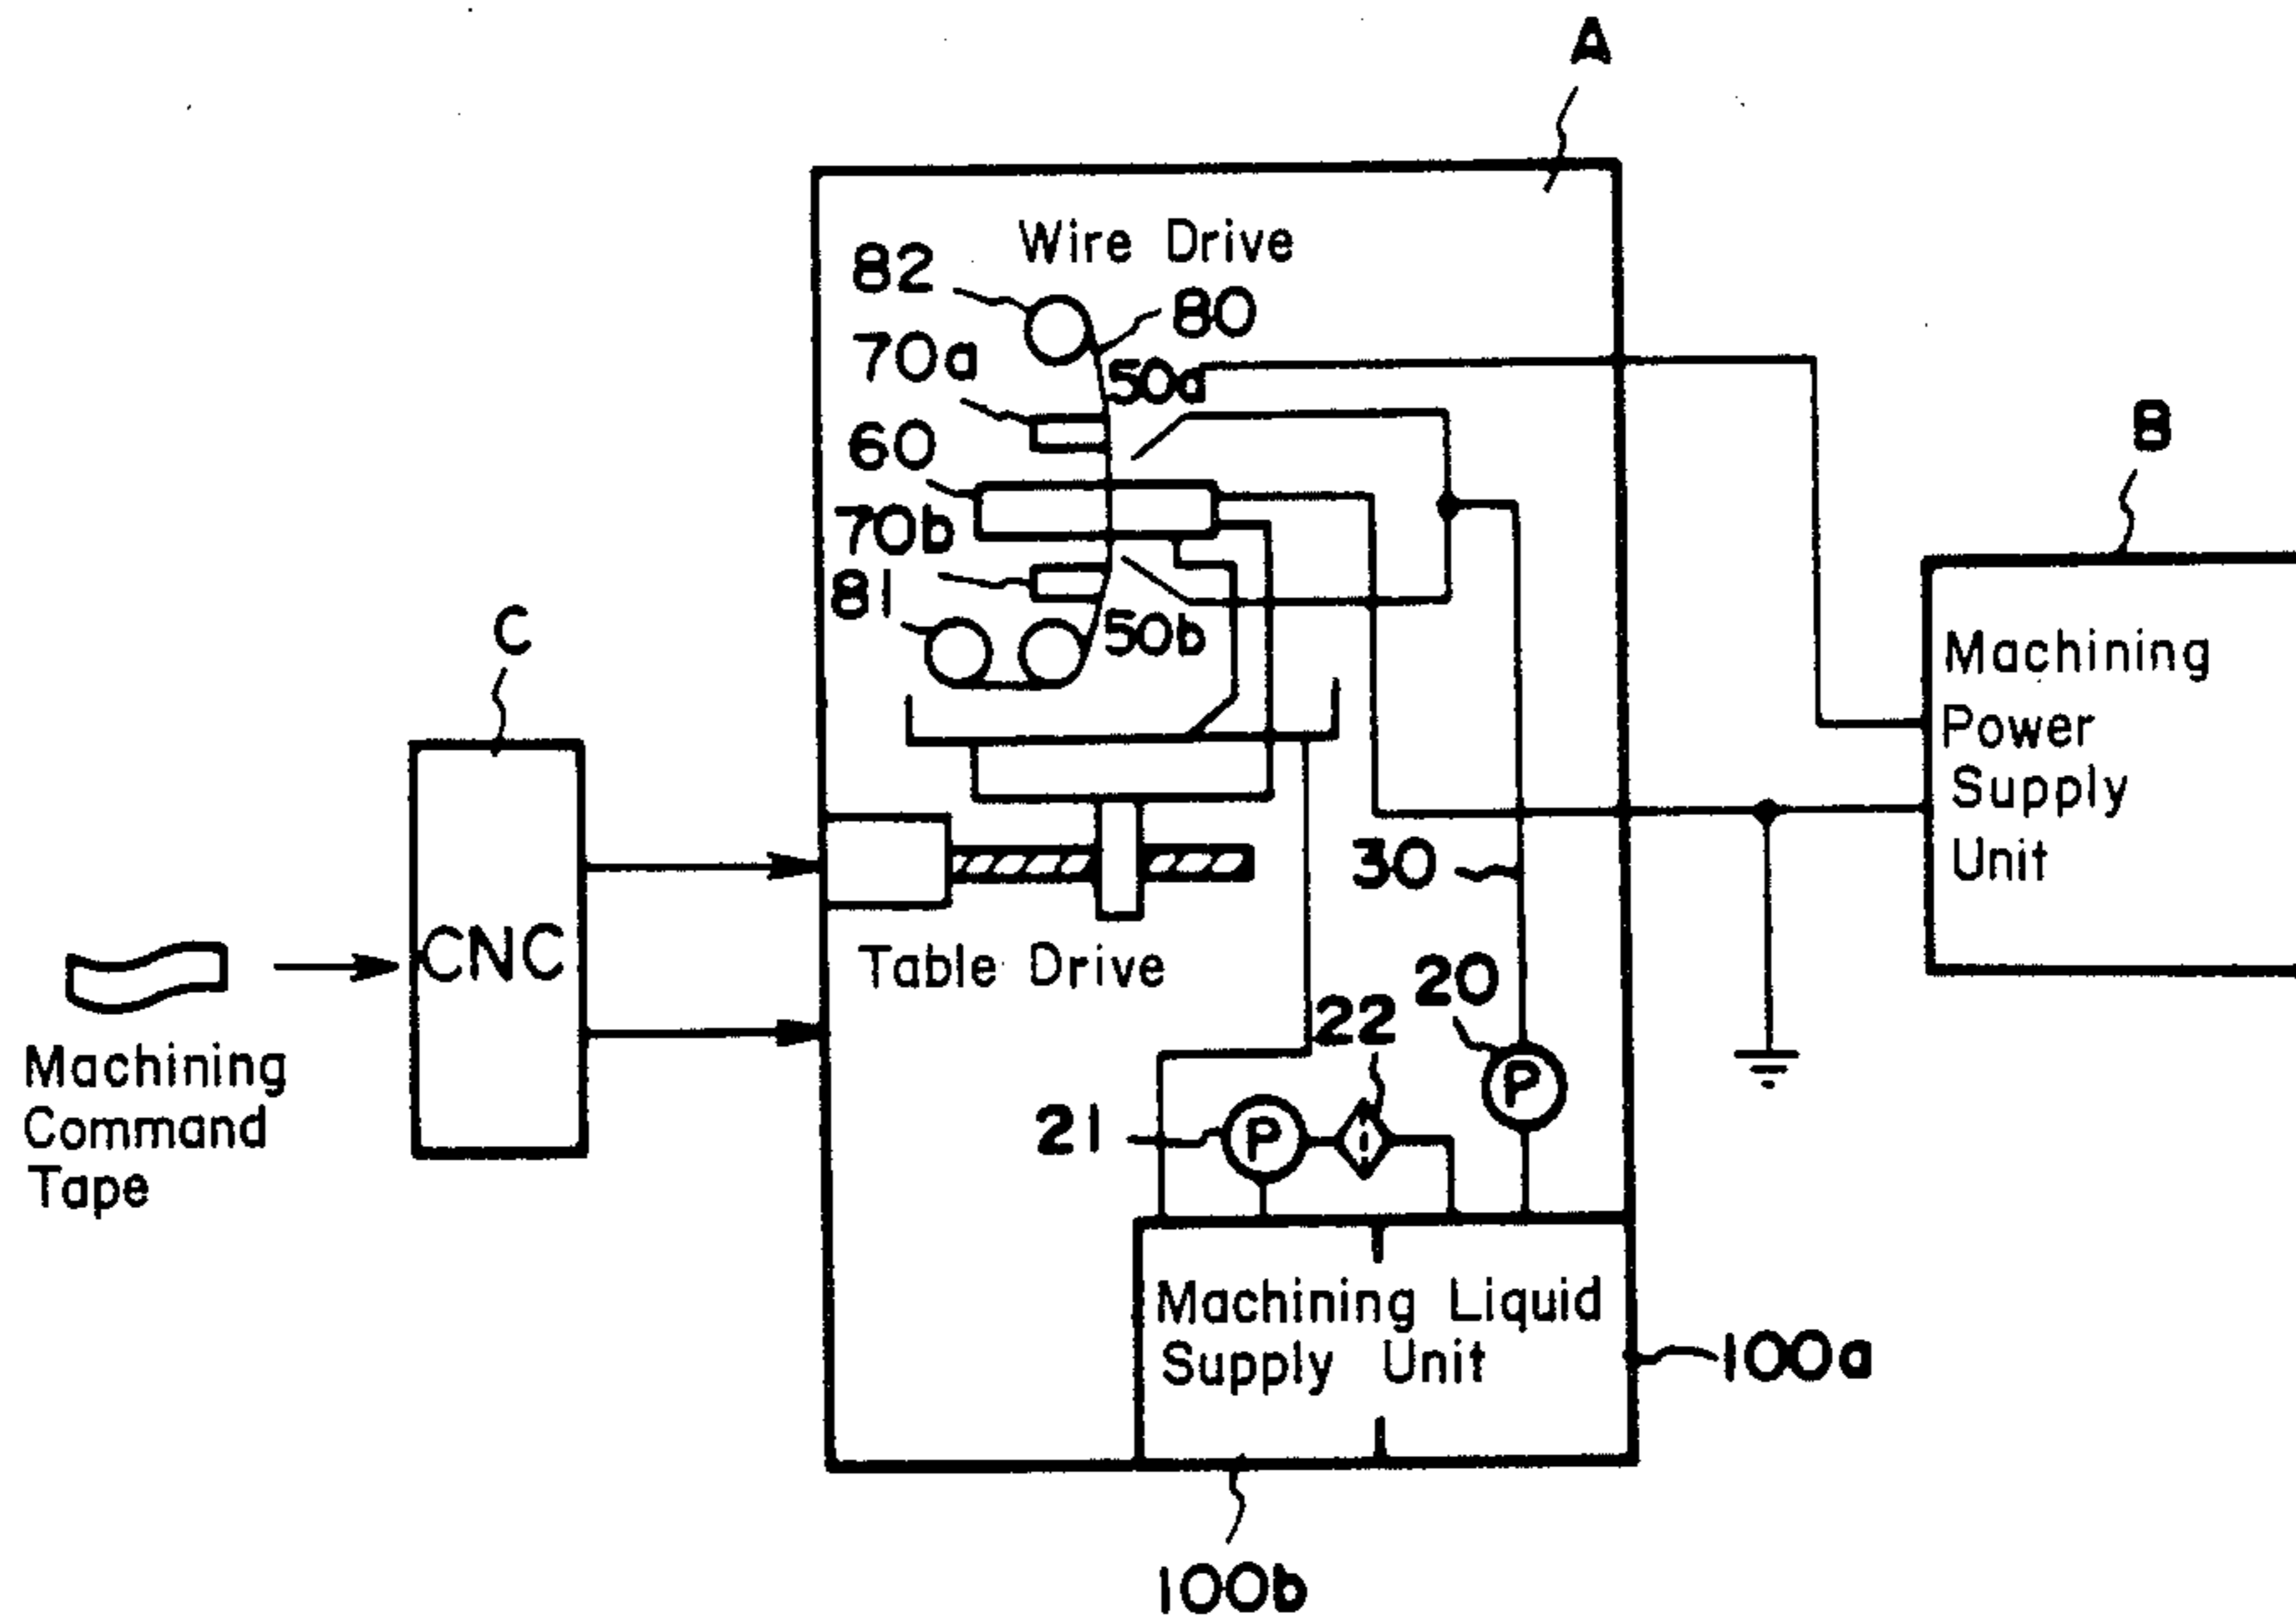 A
Wire Drive
82
80
70a
50a
60
70b
81
50b
8
Machining
Power
Supply
Unit
C
CNC
Machining
Command
Tape
Table Drive
30
20
22
21
P
P
Machining Liquid
Supply Unit
100a
100b